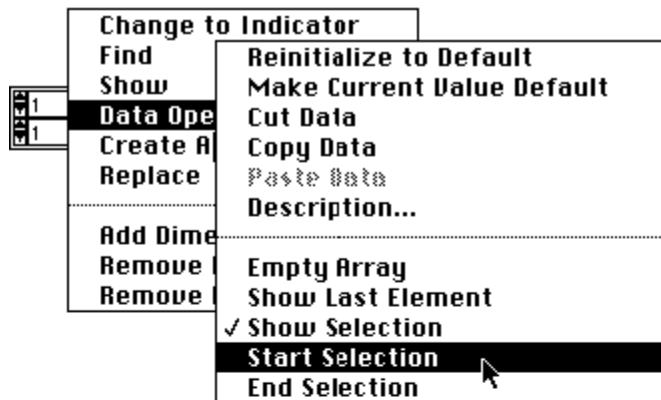 Change to Indicator
Find
Show
Data Ope
Create A
Replace
Add Dime
Remove
Remove
1
1
Reinitialize to Default
Make Current Value Default
Cut Data
Copy Data
Paste Data
Description...
Empty Array
Show Last Element
✓ Show Selection
Start Selection
End Selection